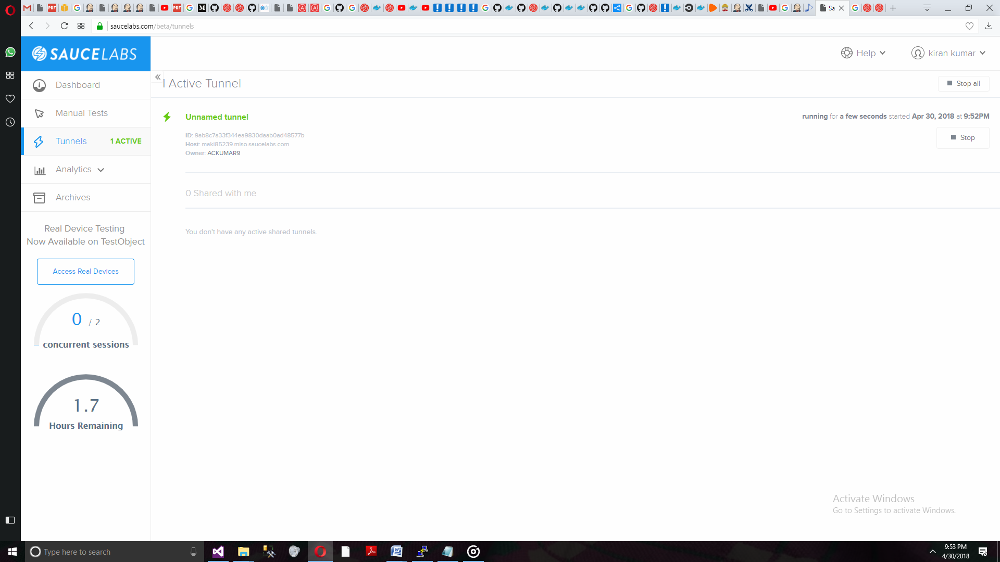 Sa
saucelabs.com/beta/tunnels
SAUCELABS
Help
kiran kumar
Dashboard
Manual Tests
Tunnels 1 ACTIVE
Analytics
Archives
Real Device Testing
Now Available on TestObject
Access Real Devices
0 / 2
concurrent sessions
1.7
Hours Remaining
1 Active Tunnel
Stop all
Unnamed tunnel
running for a few seconds started Apr 30, 2018 at 9:52PM
ID: 9ab8c7a33f344ea9830daab0ad48577b
Host: maki85239.miso.saucelabs.com
Owner: ACKUMAR9
Stop
0 Shared with me
You don't have any active shared tunnels.
Activate Windows
Go to Settings to activate Windows.
Type here to search
9:53 PM
4/30/2018